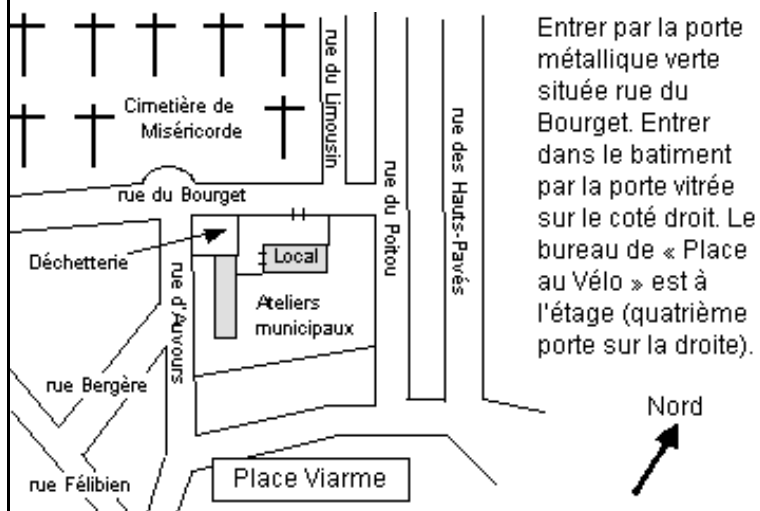 Entrer par la porte
métallique verte
située rue du
Bourget. Entrer
dans le batiment
par la porte vitrée
sur le coté droit. Le
bureau de « Place
au Vélo » est à
l'étage (quatrième
porte sur la droite).
Nord
Cimetière de
Miséricorde
rue du Limousin
rue du Bourget
rue du Poitou
rue des Hauts-Pavés
Déchetterie
Local
rue d'Auvours
Ateliers
municipaux
rue Bergère
rue Félibien
Place Viarme